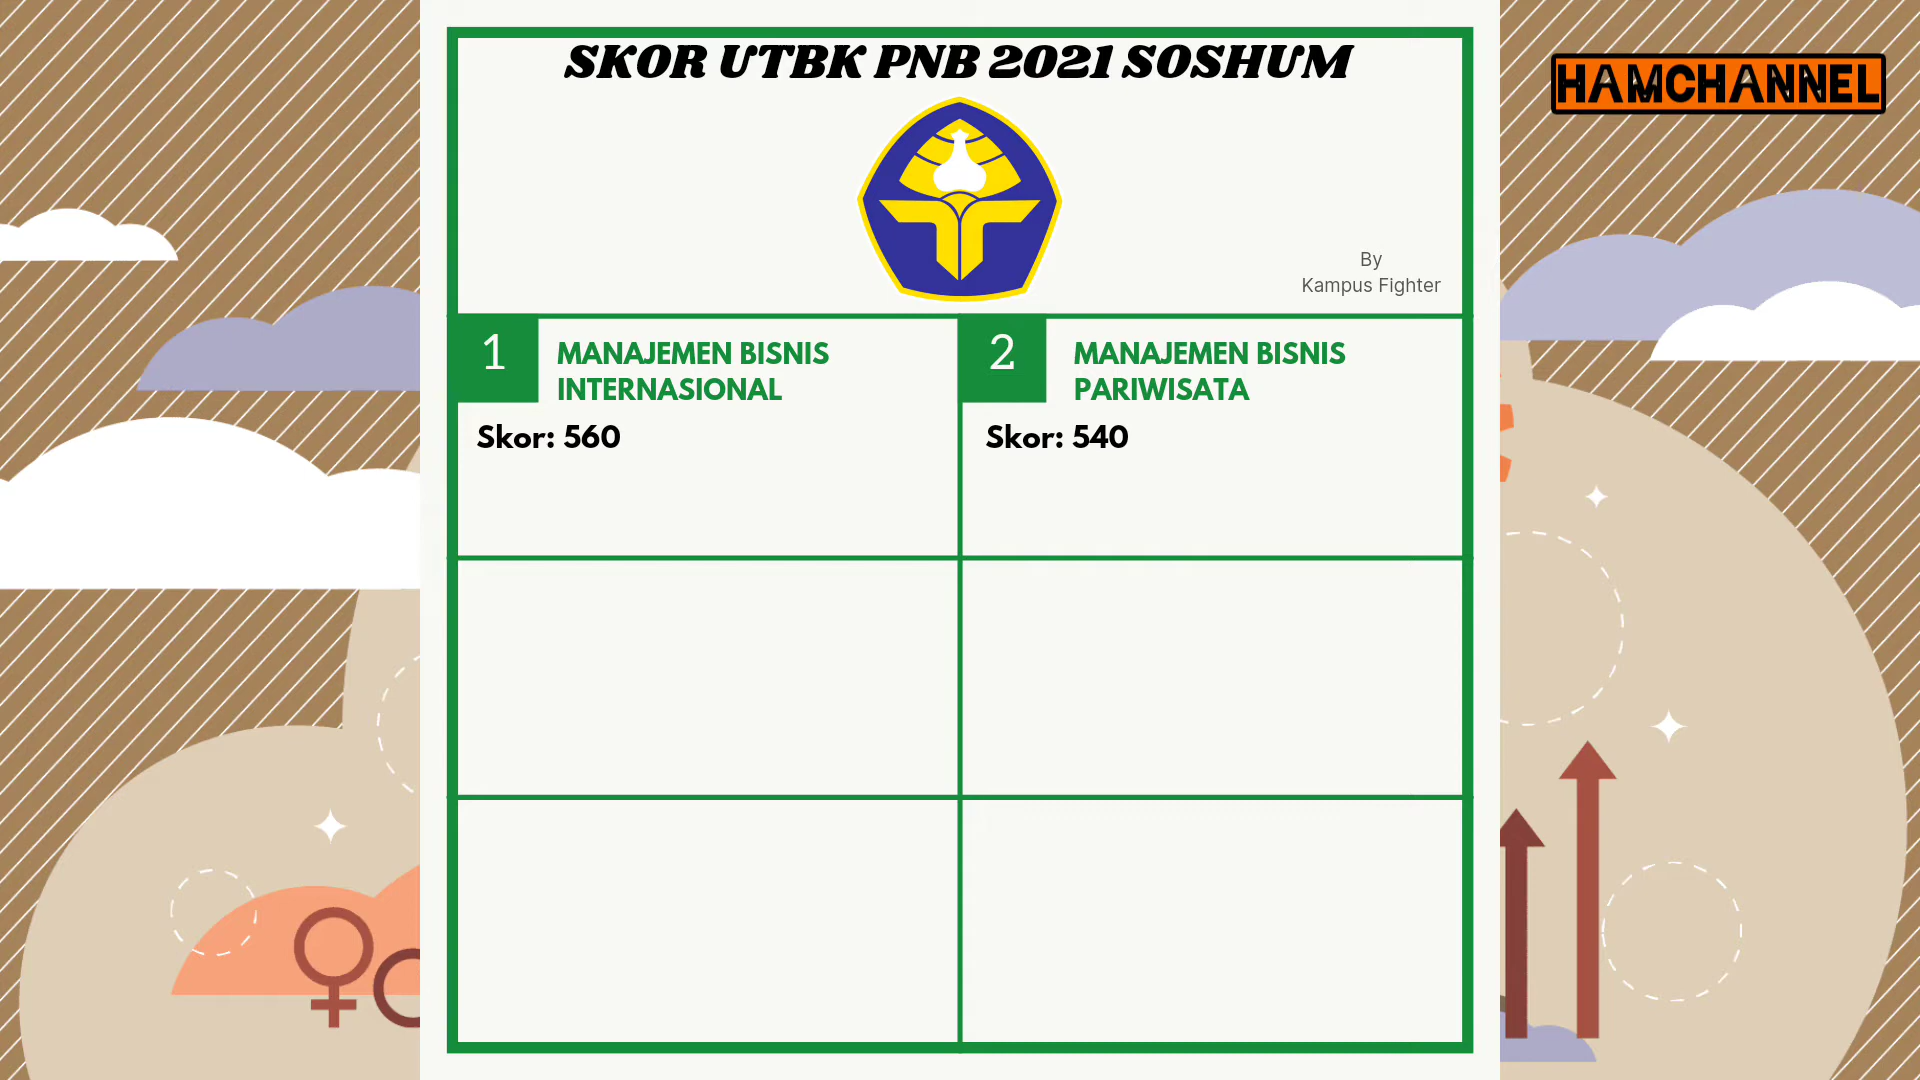 SKOR UTBK PNB 2021 SOSHUM
HAMCHANNEL
By
Kampus Fighter
1
MANAJEMEN BISNIS
INTERNASIONAL
Skor: 560
2
MANAJEMEN BISNIS
PARIWISATA
Skor: 540